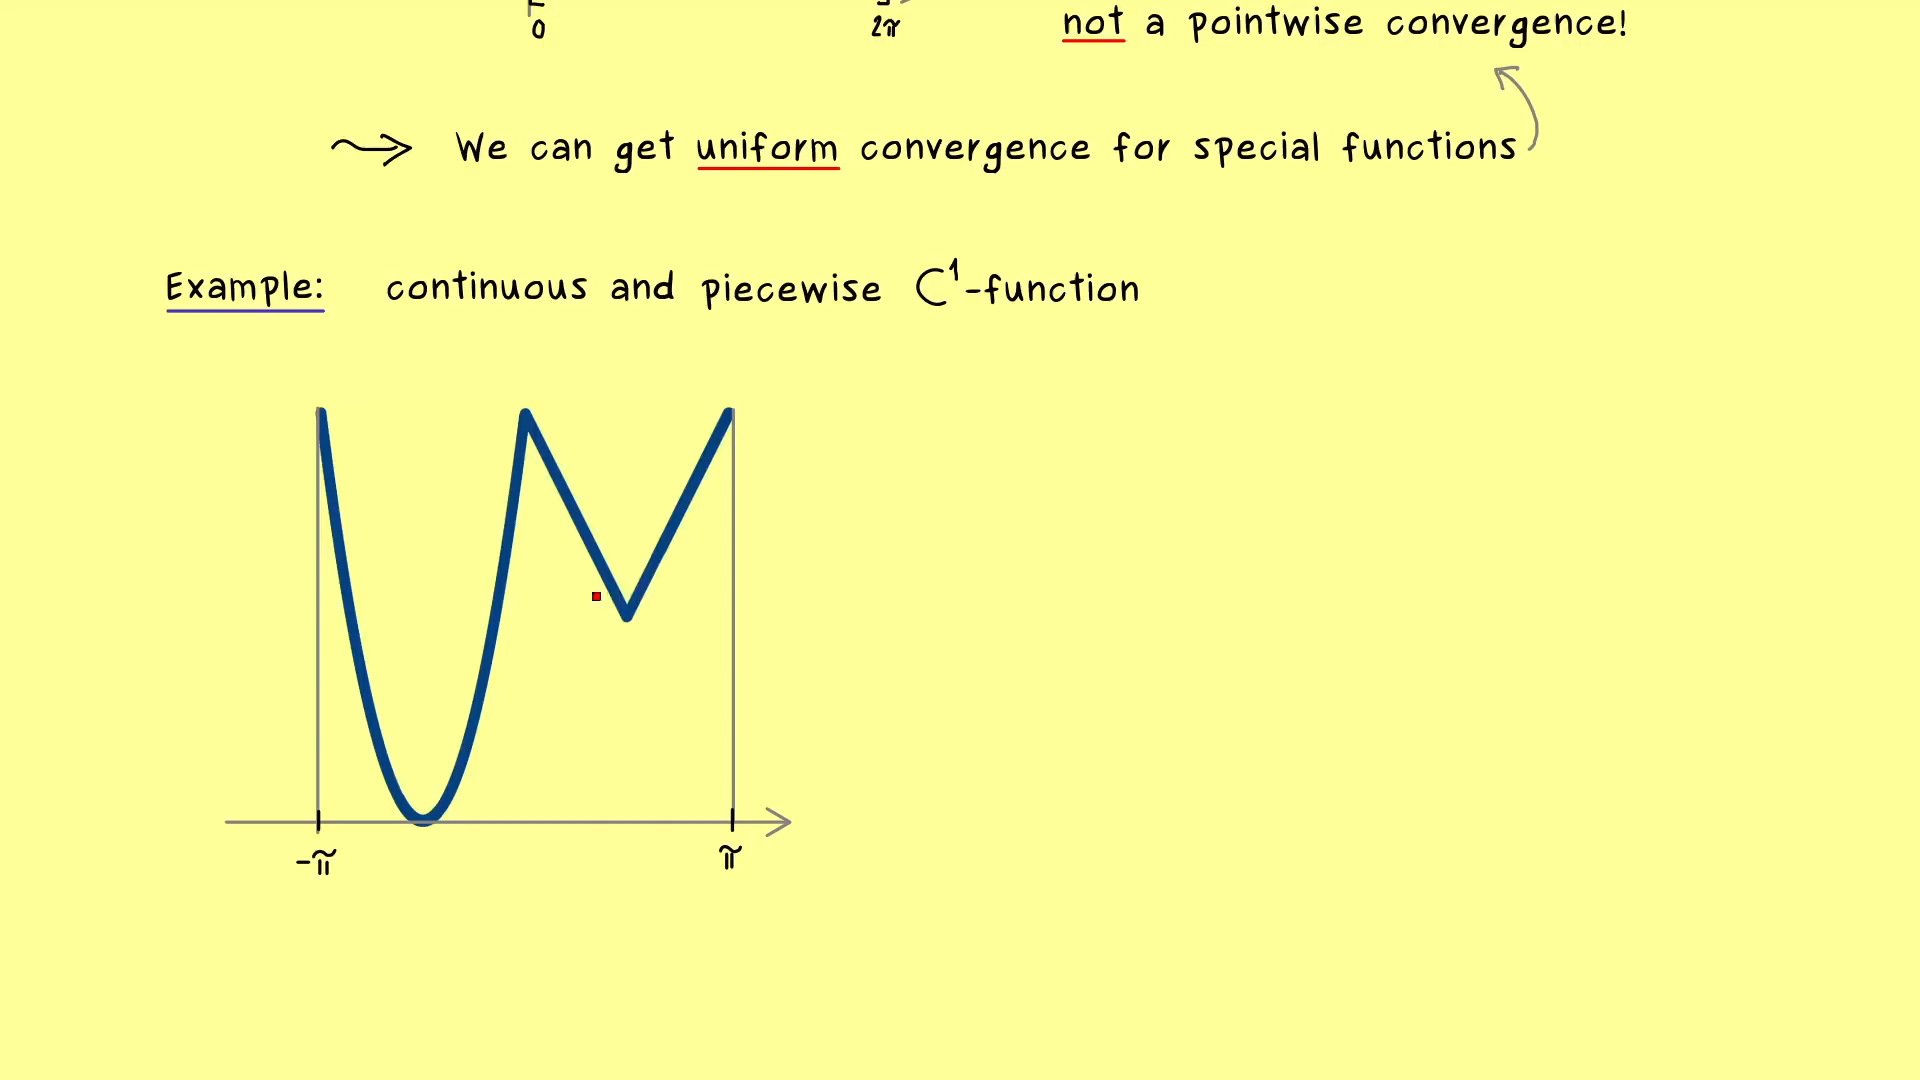 0 2π not a pointwise convergence!
We can get uniform convergence for special functions
Example: continuous and piecewise C¹-function
-π π